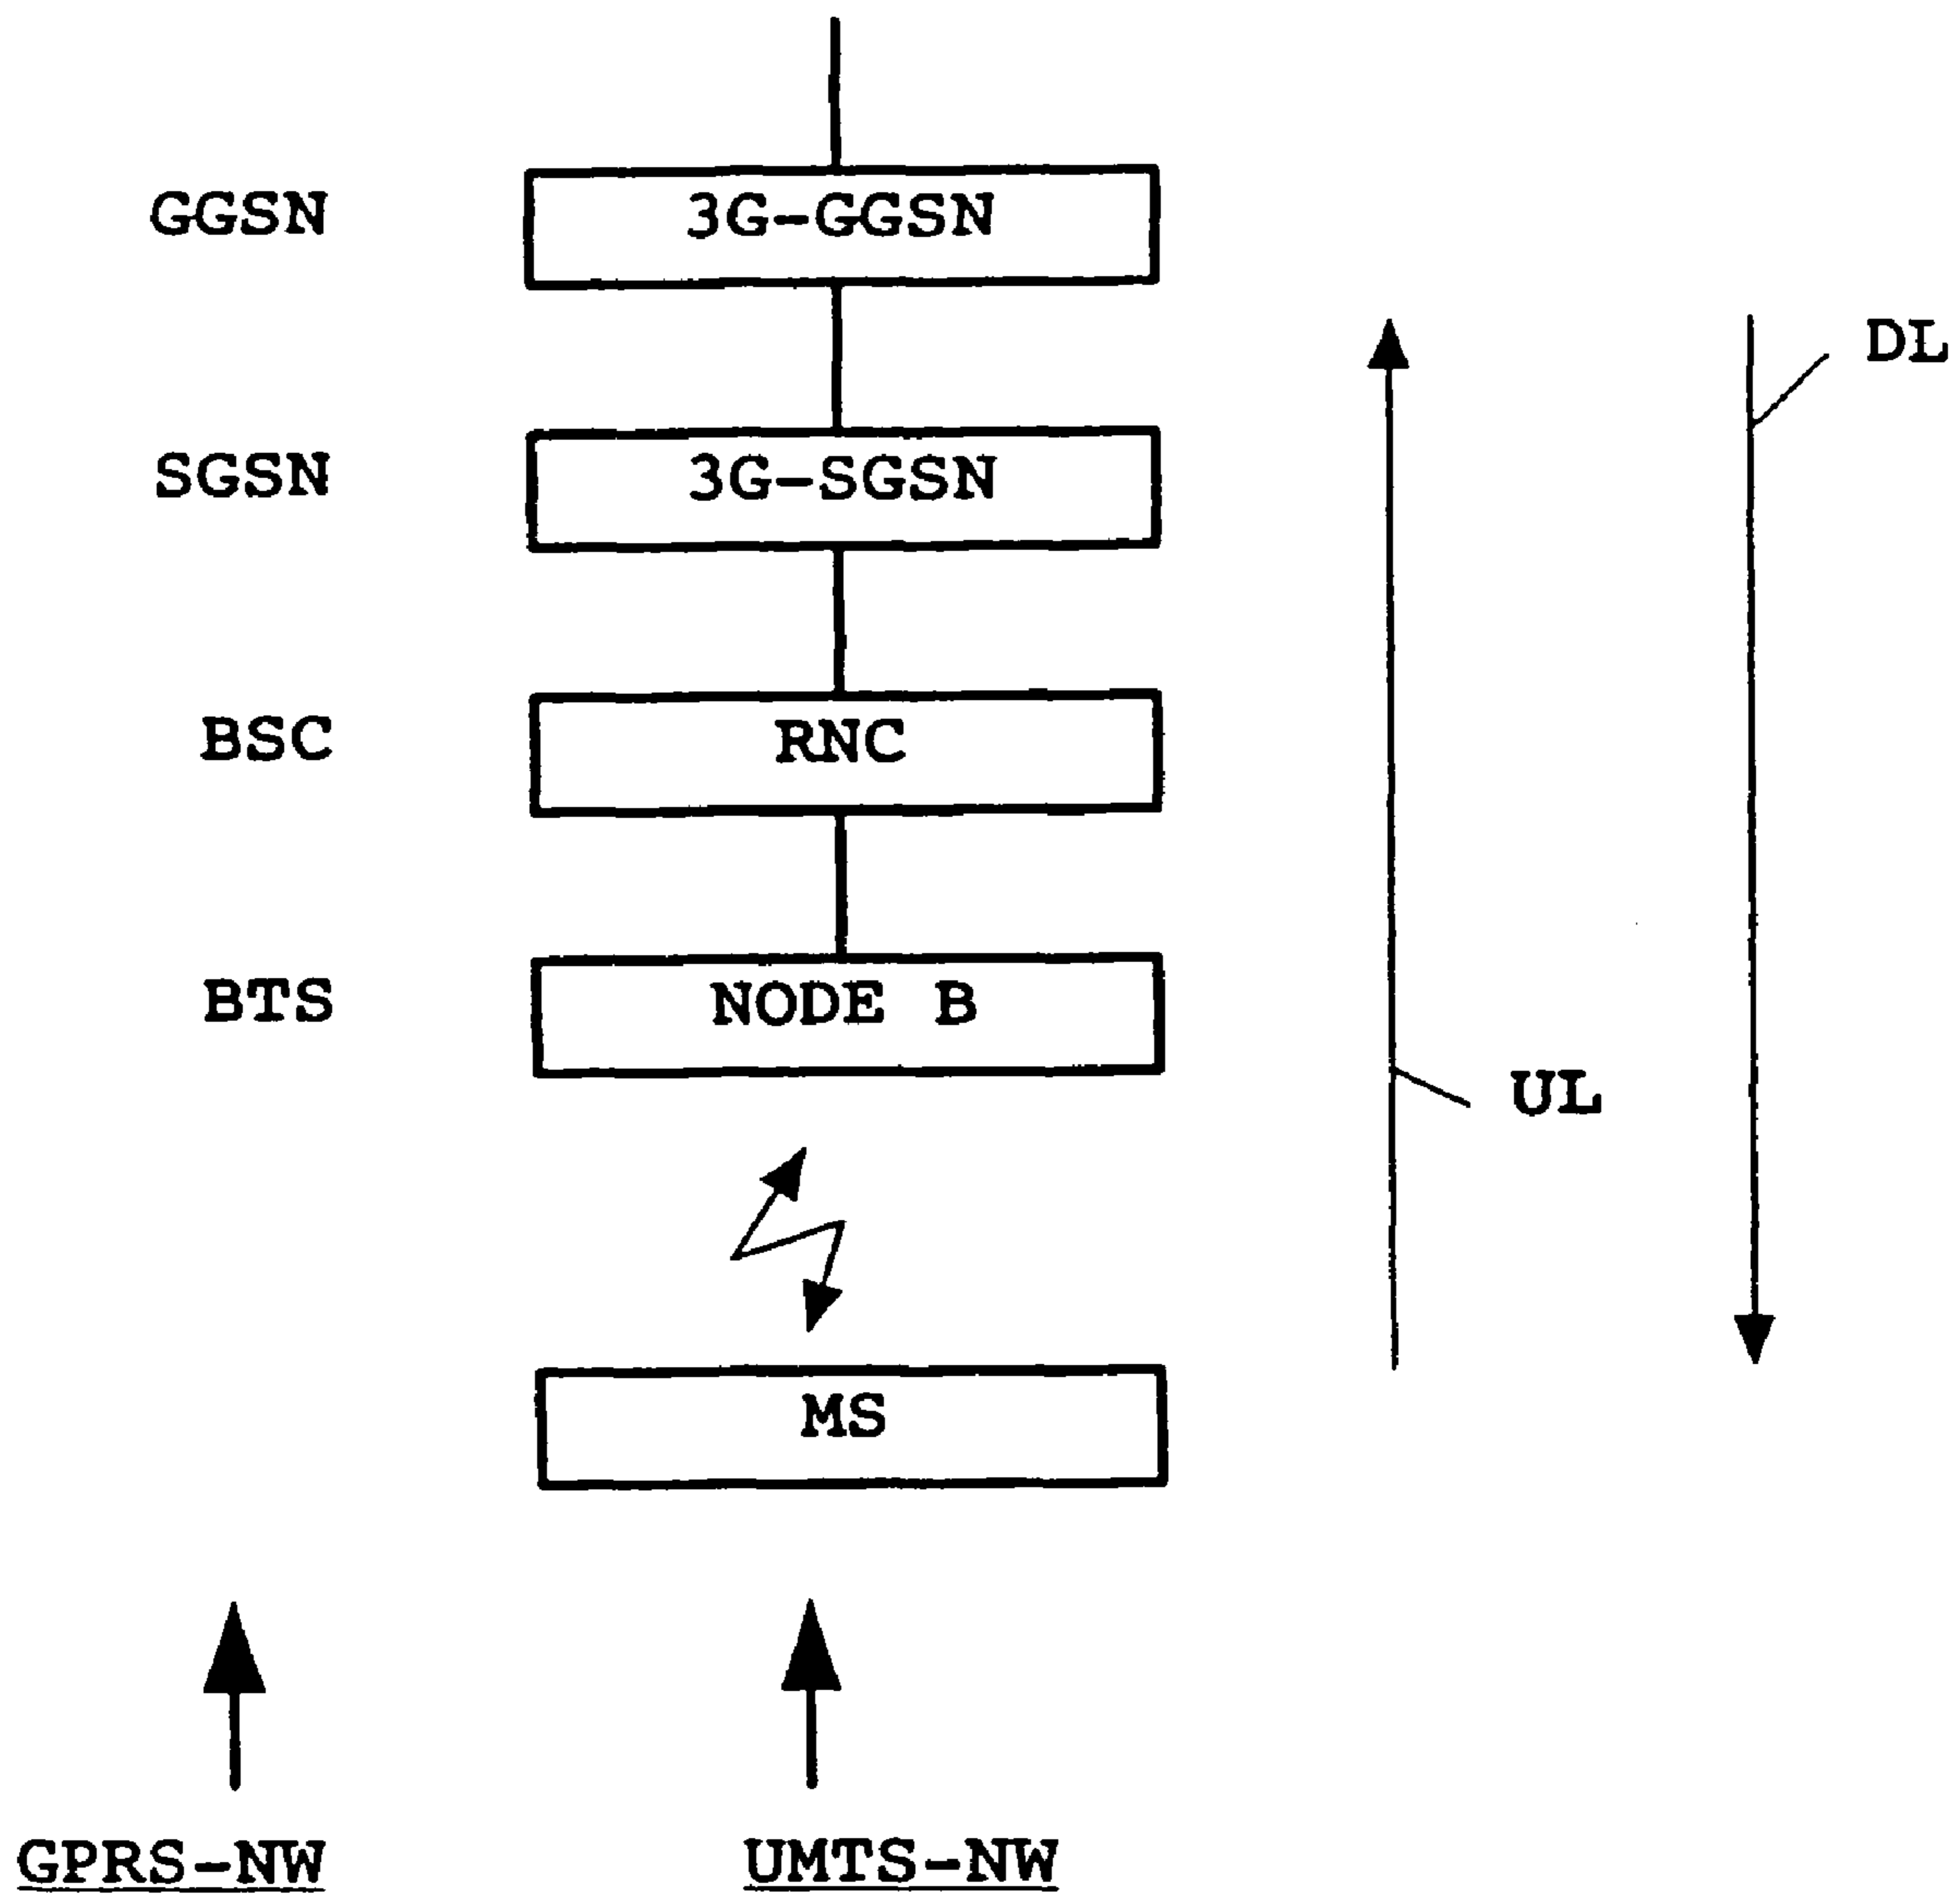 GGSN 3G-GGSN
DL
SGSN 3G-SGSN
BSC RNC
BTS NODE B
UL
MS
GPRS-NW UMTS-NW